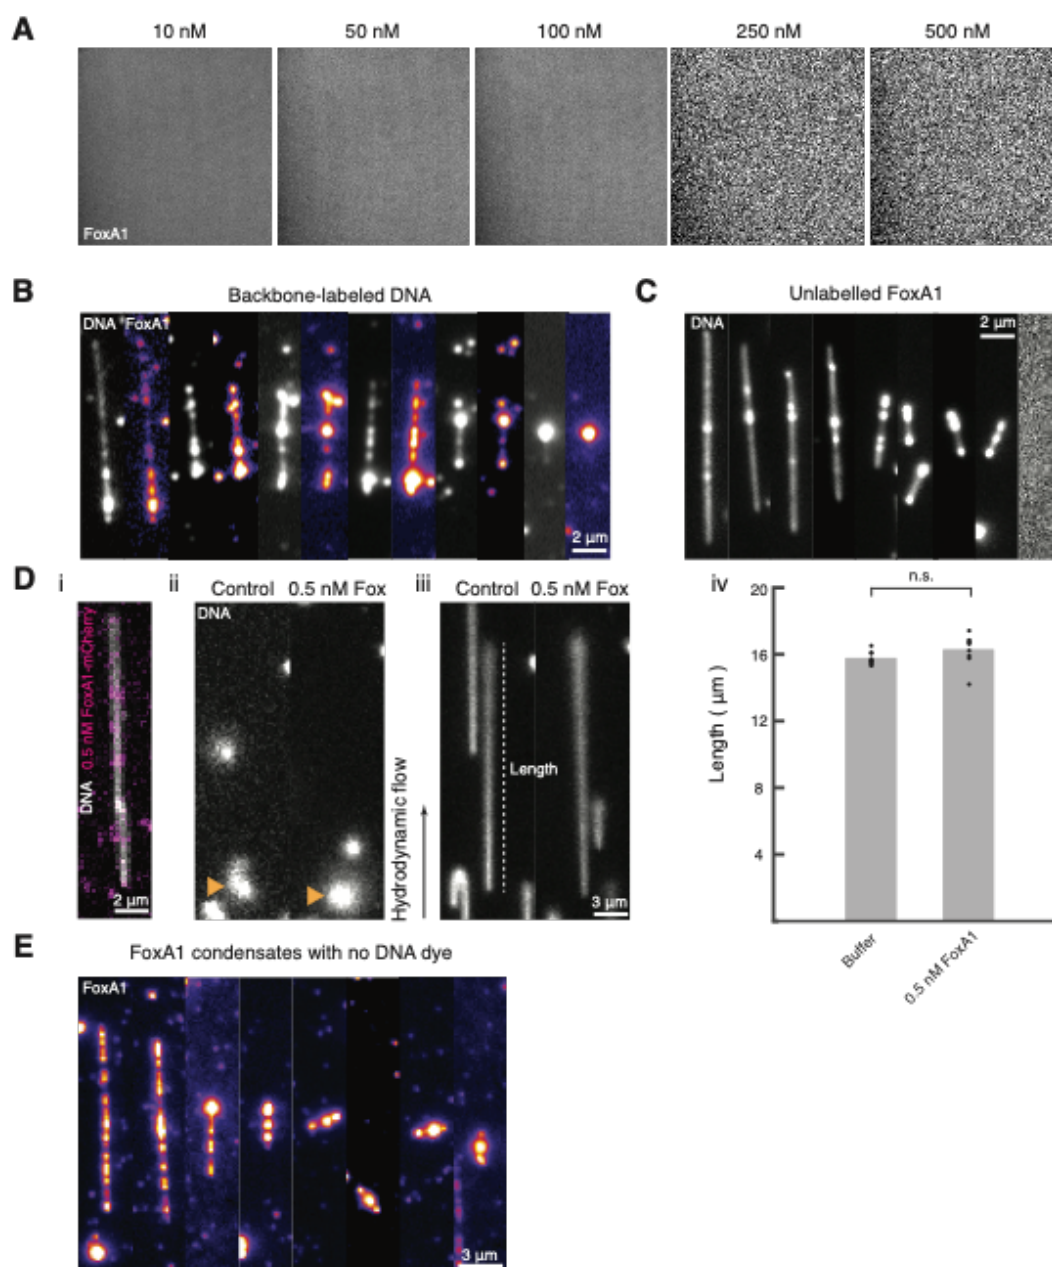 A
10 nM 50 nM 100 nM 250 nM 500 nM
FoxA1
B
Backbone-labeled DNA
DNA FoxA1
2 µm
C
Unlabelled FoxA1
DNA
2 µm
D
i
DNA 0.5 nM FoxA1-mCherry
2 µm
ii
Control 0.5 nM Fox
DNA
Hydrodynamic flow
iii
Control 0.5 nM Fox
Length
3 µm
iv
n.s.
20
16
12
8
4
Length ( µm )
Buffer
0.5 nM FoxA1
E
FoxA1 condensates with no DNA dye
FoxA1
3 µm